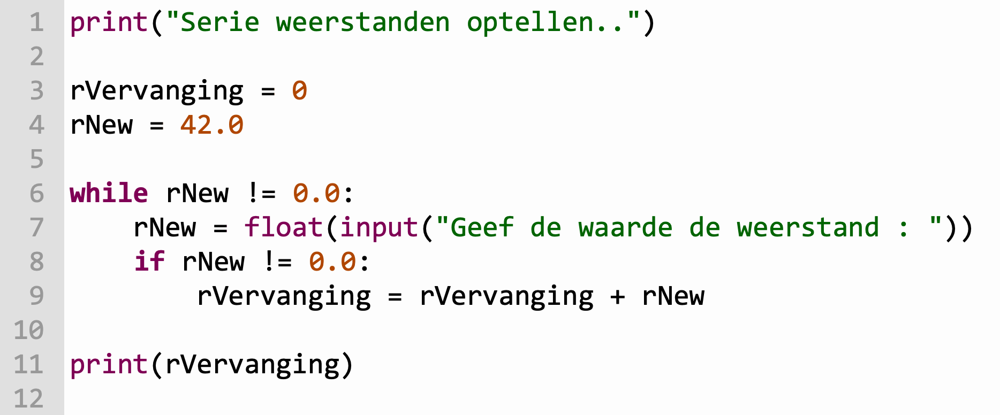 1 print("Serie weerstanden optellen..")
2
3 rVervanging = 0
4 rNew = 42.0
5
6 while rNew != 0.0:
7     rNew = float(input("Geef de waarde de weerstand : "))
8     if rNew != 0.0:
9         rVervanging = rVervanging + rNew
10
11 print(rVervanging)
12